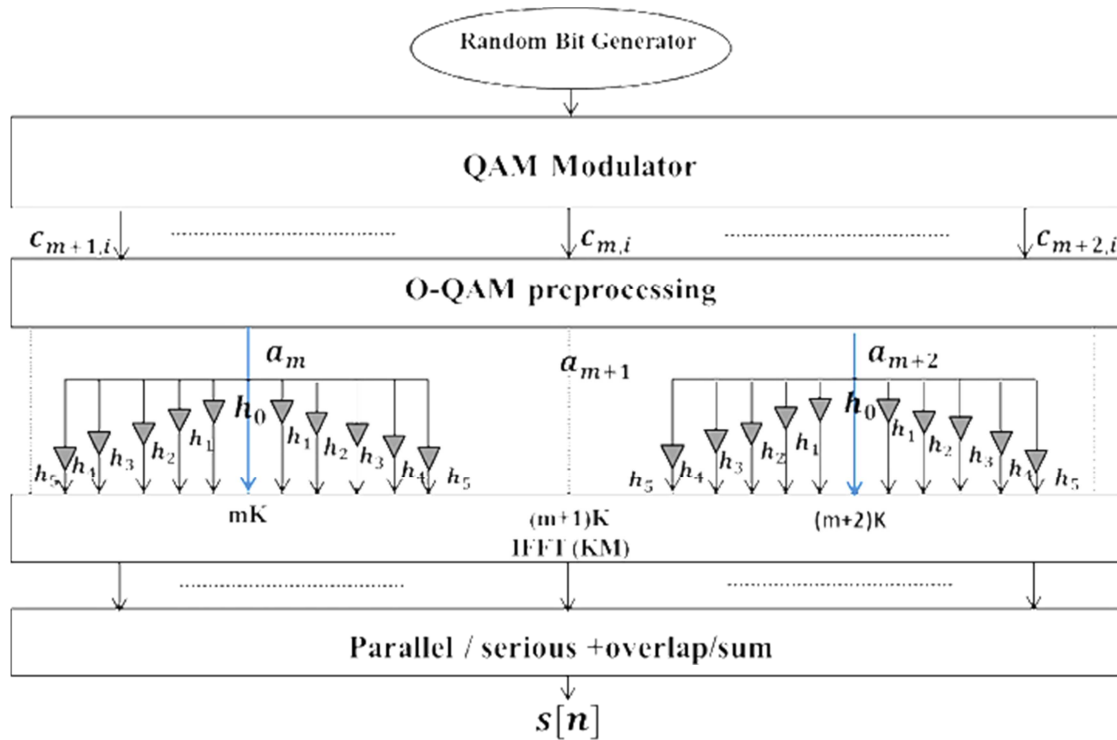 Random Bit Generator
QAM Modulator
c_{m+1,i} c_{m,i} c_{m+2,i}
O-QAM preprocessing
a_m a_{m+1} a_{m+2}
h_0 h_0
h_5 h_4 h_3 h_2 h_1 h_1 h_2 h_3 h_4 h_5 h_5 h_4 h_3 h_2 h_1 h_1 h_2 h_3 h_4 h_5
mK (m+1)K (m+2)K
IFFT (KM)
Parallel / serious +overlap/sum
s[n]